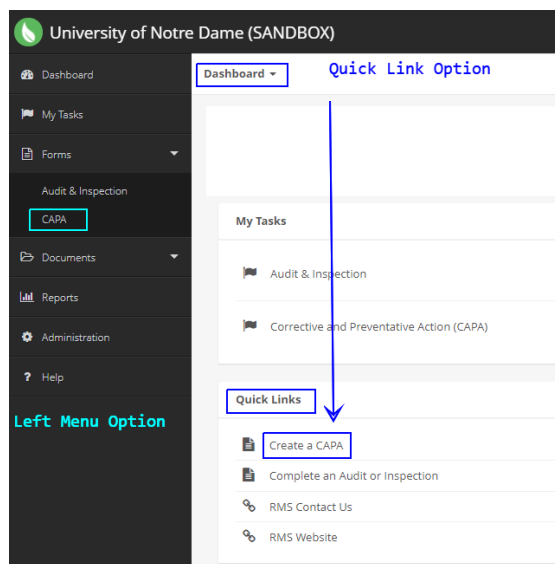 University of Notre Dame (SANDBOX)
Dashboard
Dashboard
Quick Link Option
My Tasks
Forms
Audit & Inspection
CAPA
Documents
Reports
Administration
Help
Left Menu Option
My Tasks
Audit & Inspection
Corrective and Preventative Action (CAPA)
Quick Links
Create a CAPA
Complete an Audit or Inspection
RMS Contact Us
RMS Website